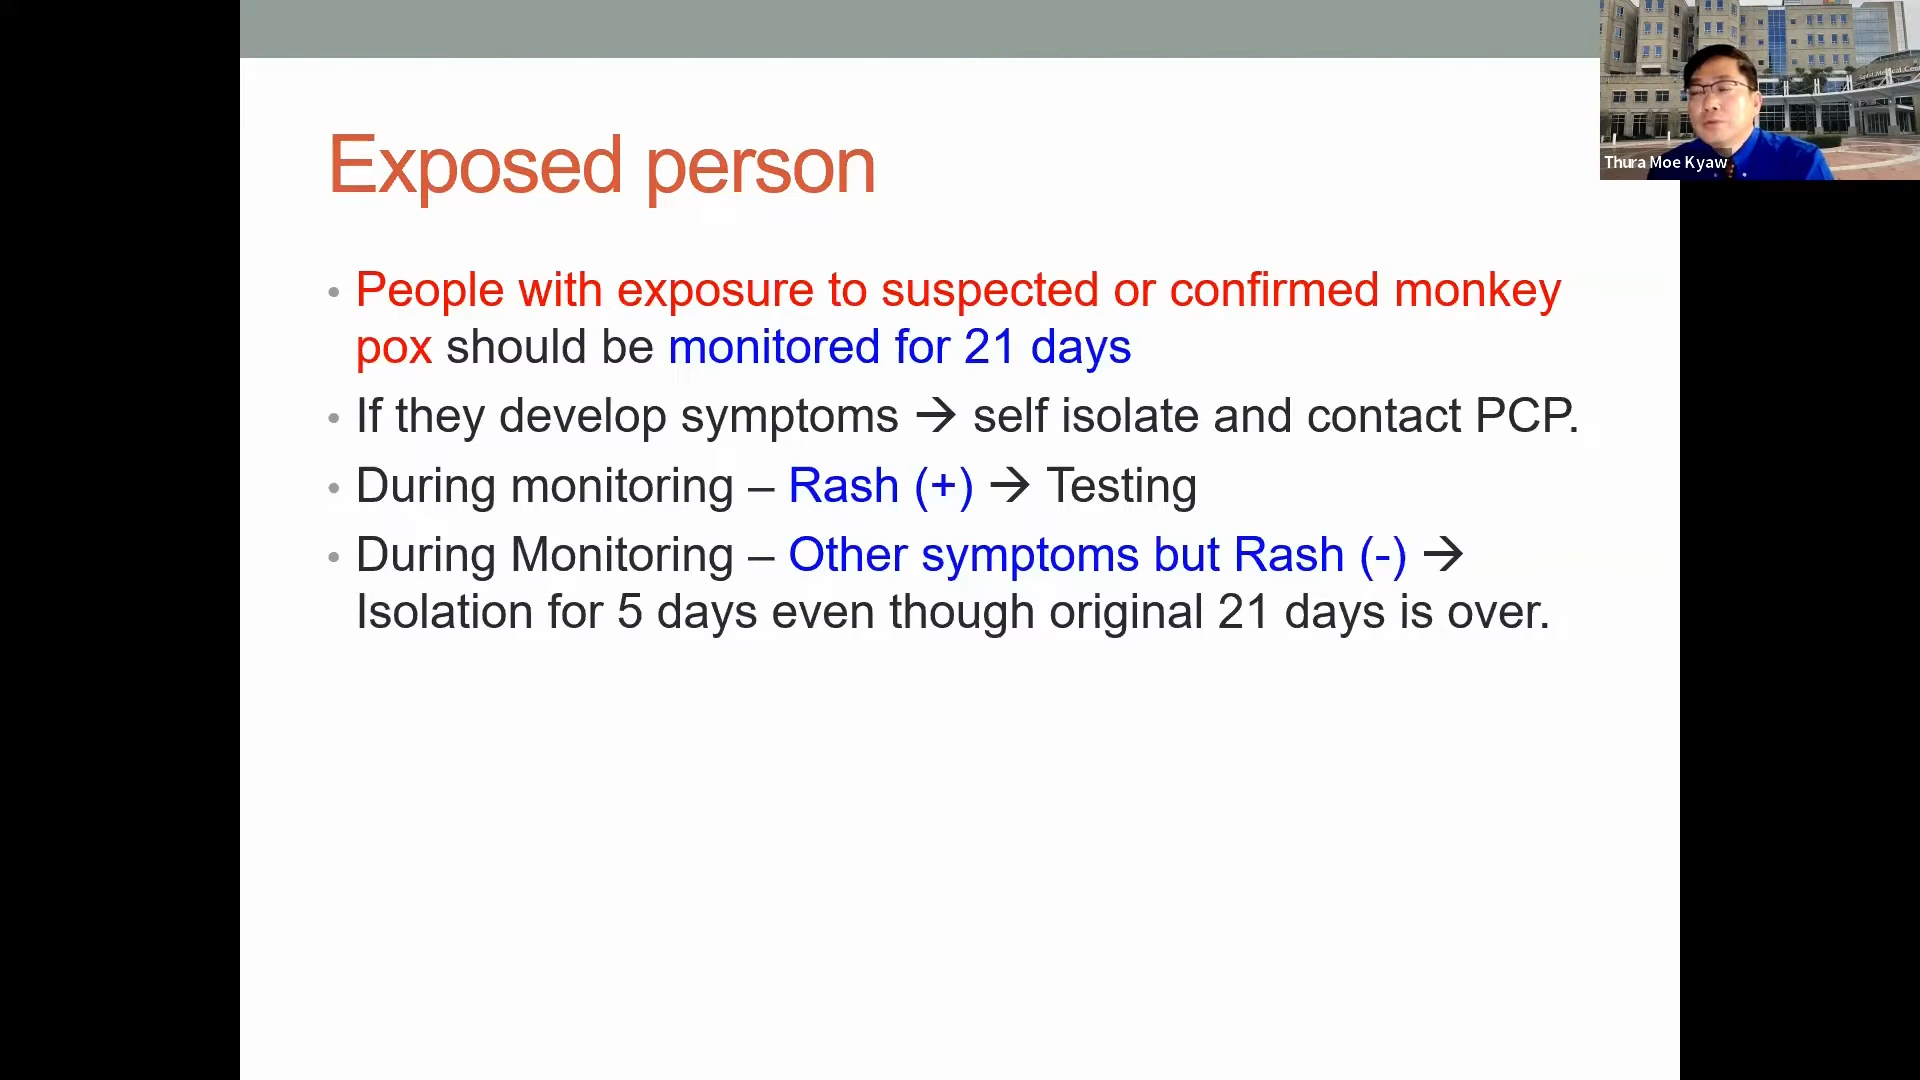 Exposed person
• People with exposure to suspected or confirmed monkey
pox should be monitored for 21 days
• If they develop symptoms → self isolate and contact PCP.
• During monitoring – Rash (+) → Testing
• During Monitoring – Other symptoms but Rash (-) →
Isolation for 5 days even though original 21 days is over.
Thura Moe Kyaw